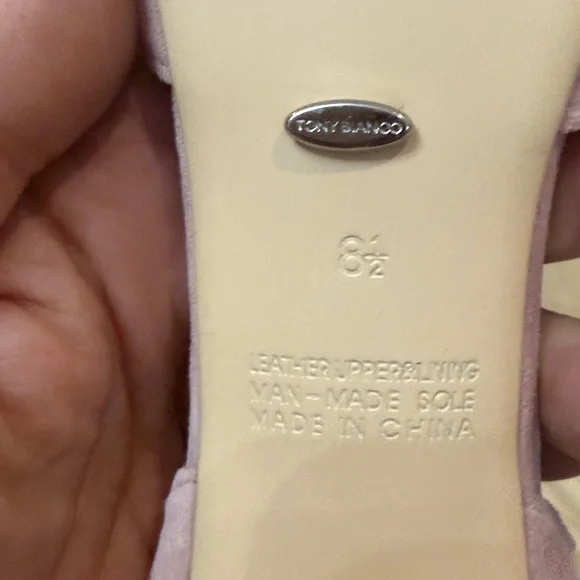 TONY BIANCO
8½
LEATHER UPPER&LINING
MAN-MADE SOLE
MADE IN CHINA